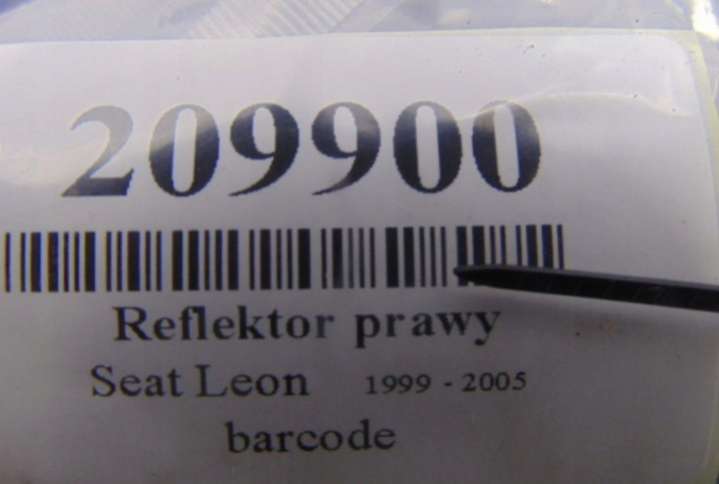 209900
Reflektor prawy
Seat Leon 1999 - 2005
barcode